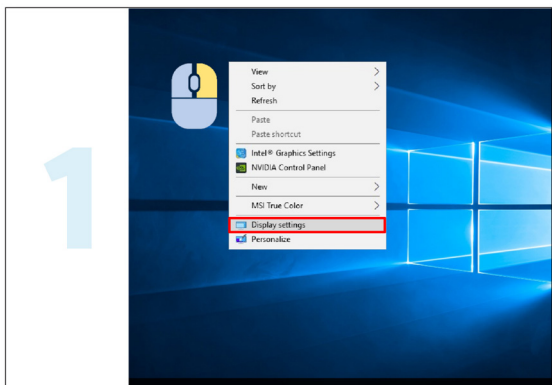 1
View
Sort by
Refresh
Paste
Paste shortcut
Intel® Graphics Settings
NVIDIA Control Panel
New
MSI True Color
Display settings
Personalize